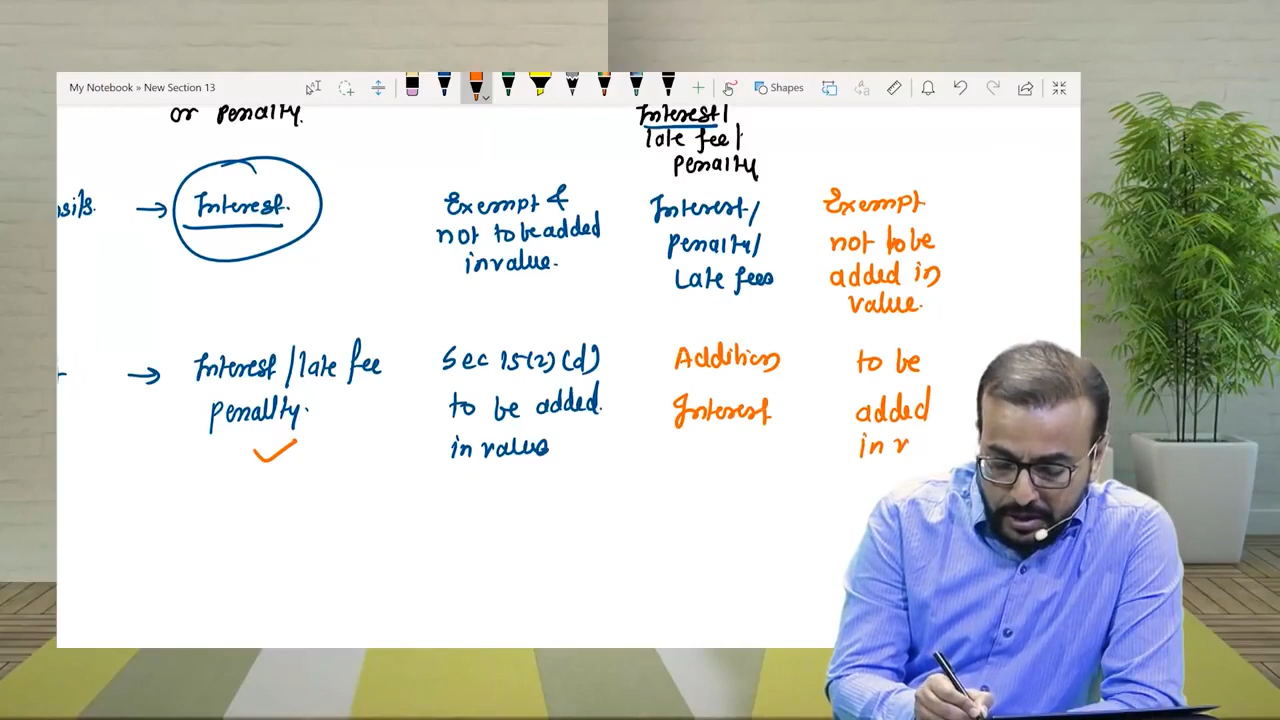 My Notebook » New Section 13
Shapes
or penalty.
Interest/
late fee/
penalty
→ Interest.
Exempt &
not to be added
in value.
Interest/
penalty/
Late fees
Exempt
not to be
added in
value.
→ Interest/late fee
penallty.
Sec 15(2)(d)
to be added.
in value
Addition
Interest
to be
added
in v